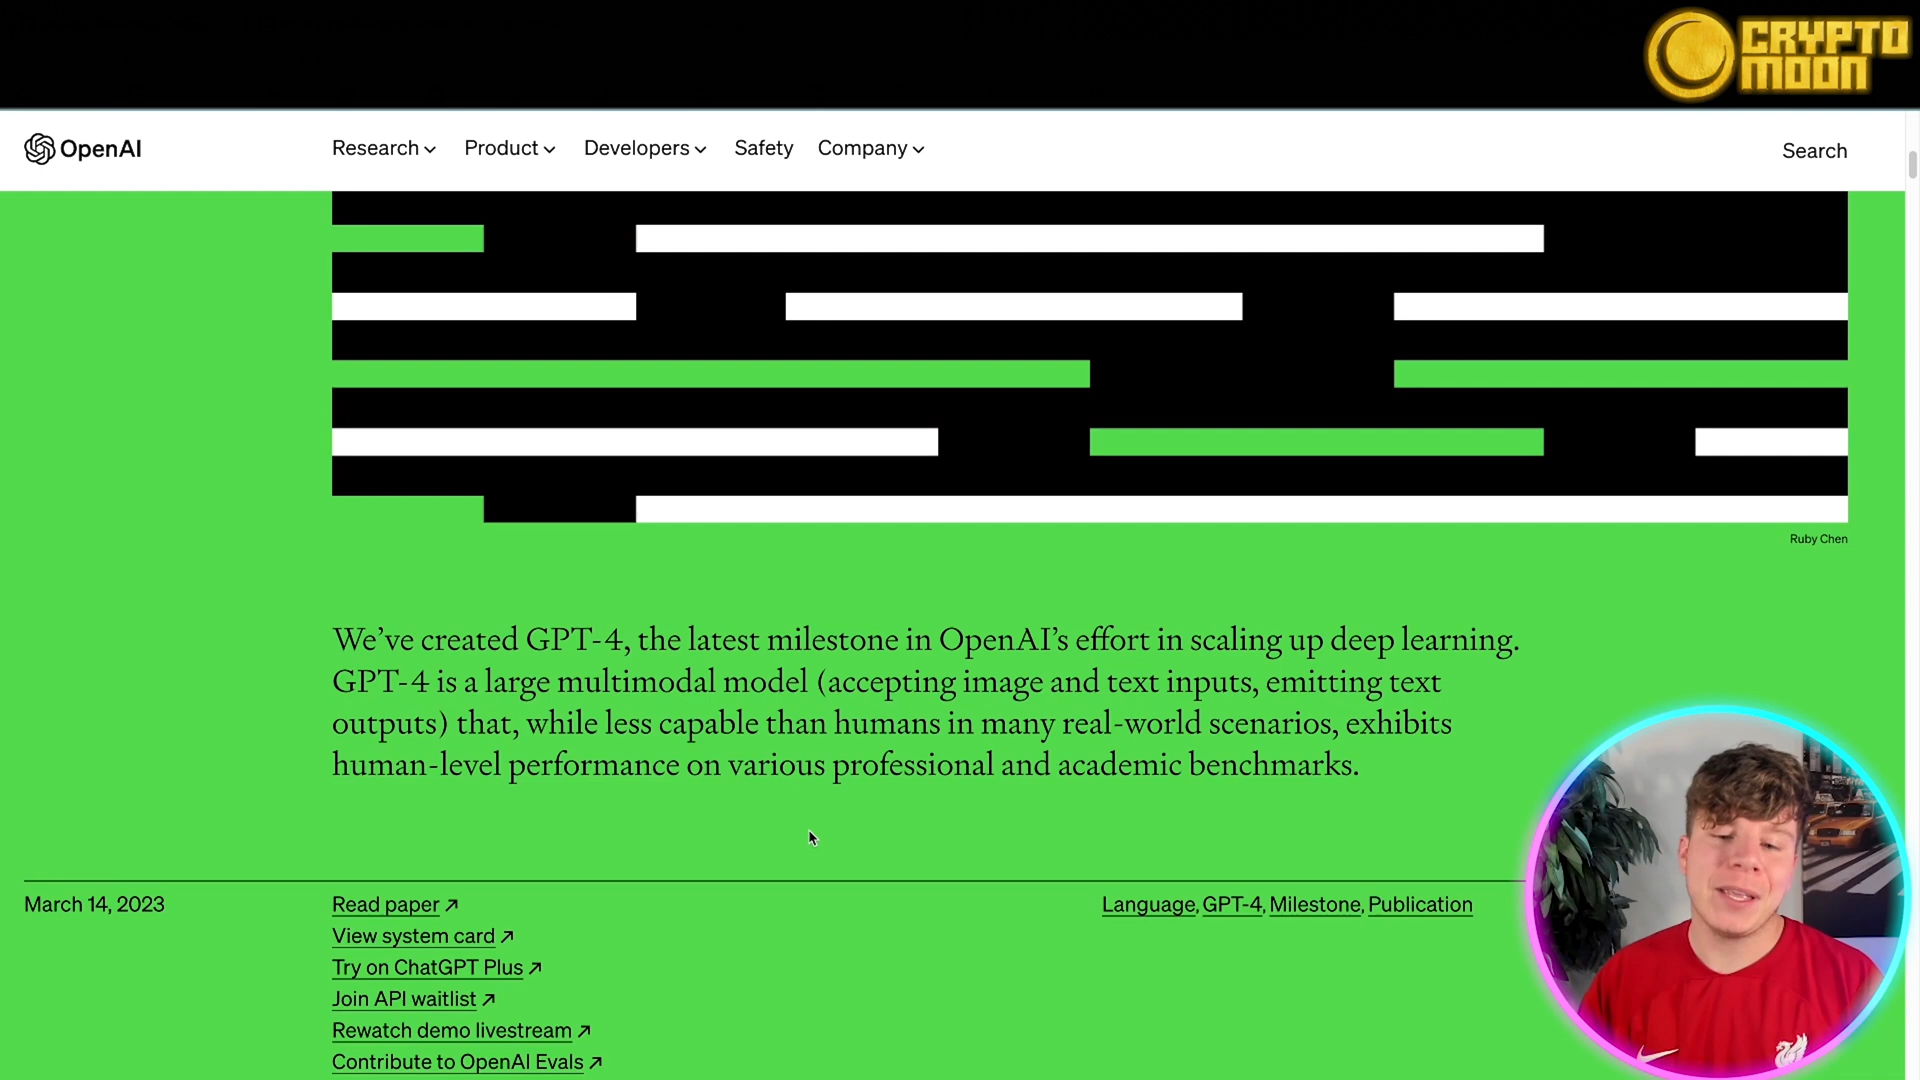 CRYPTO
MOON
OpenAI
Research
Product
Developers
Safety
Company
Search
Ruby Chen
We've created GPT-4, the latest milestone in OpenAI's effort in scaling up deep learning.
GPT-4 is a large multimodal model (accepting image and text inputs, emitting text
outputs) that, while less capable than humans in many real-world scenarios, exhibits
human-level performance on various professional and academic benchmarks.
March 14, 2023
Read paper ↗
View system card ↗
Try on ChatGPT Plus ↗
Join API waitlist ↗
Rewatch demo livestream ↗
Contribute to OpenAI Evals ↗
Language, GPT-4, Milestone, Publication